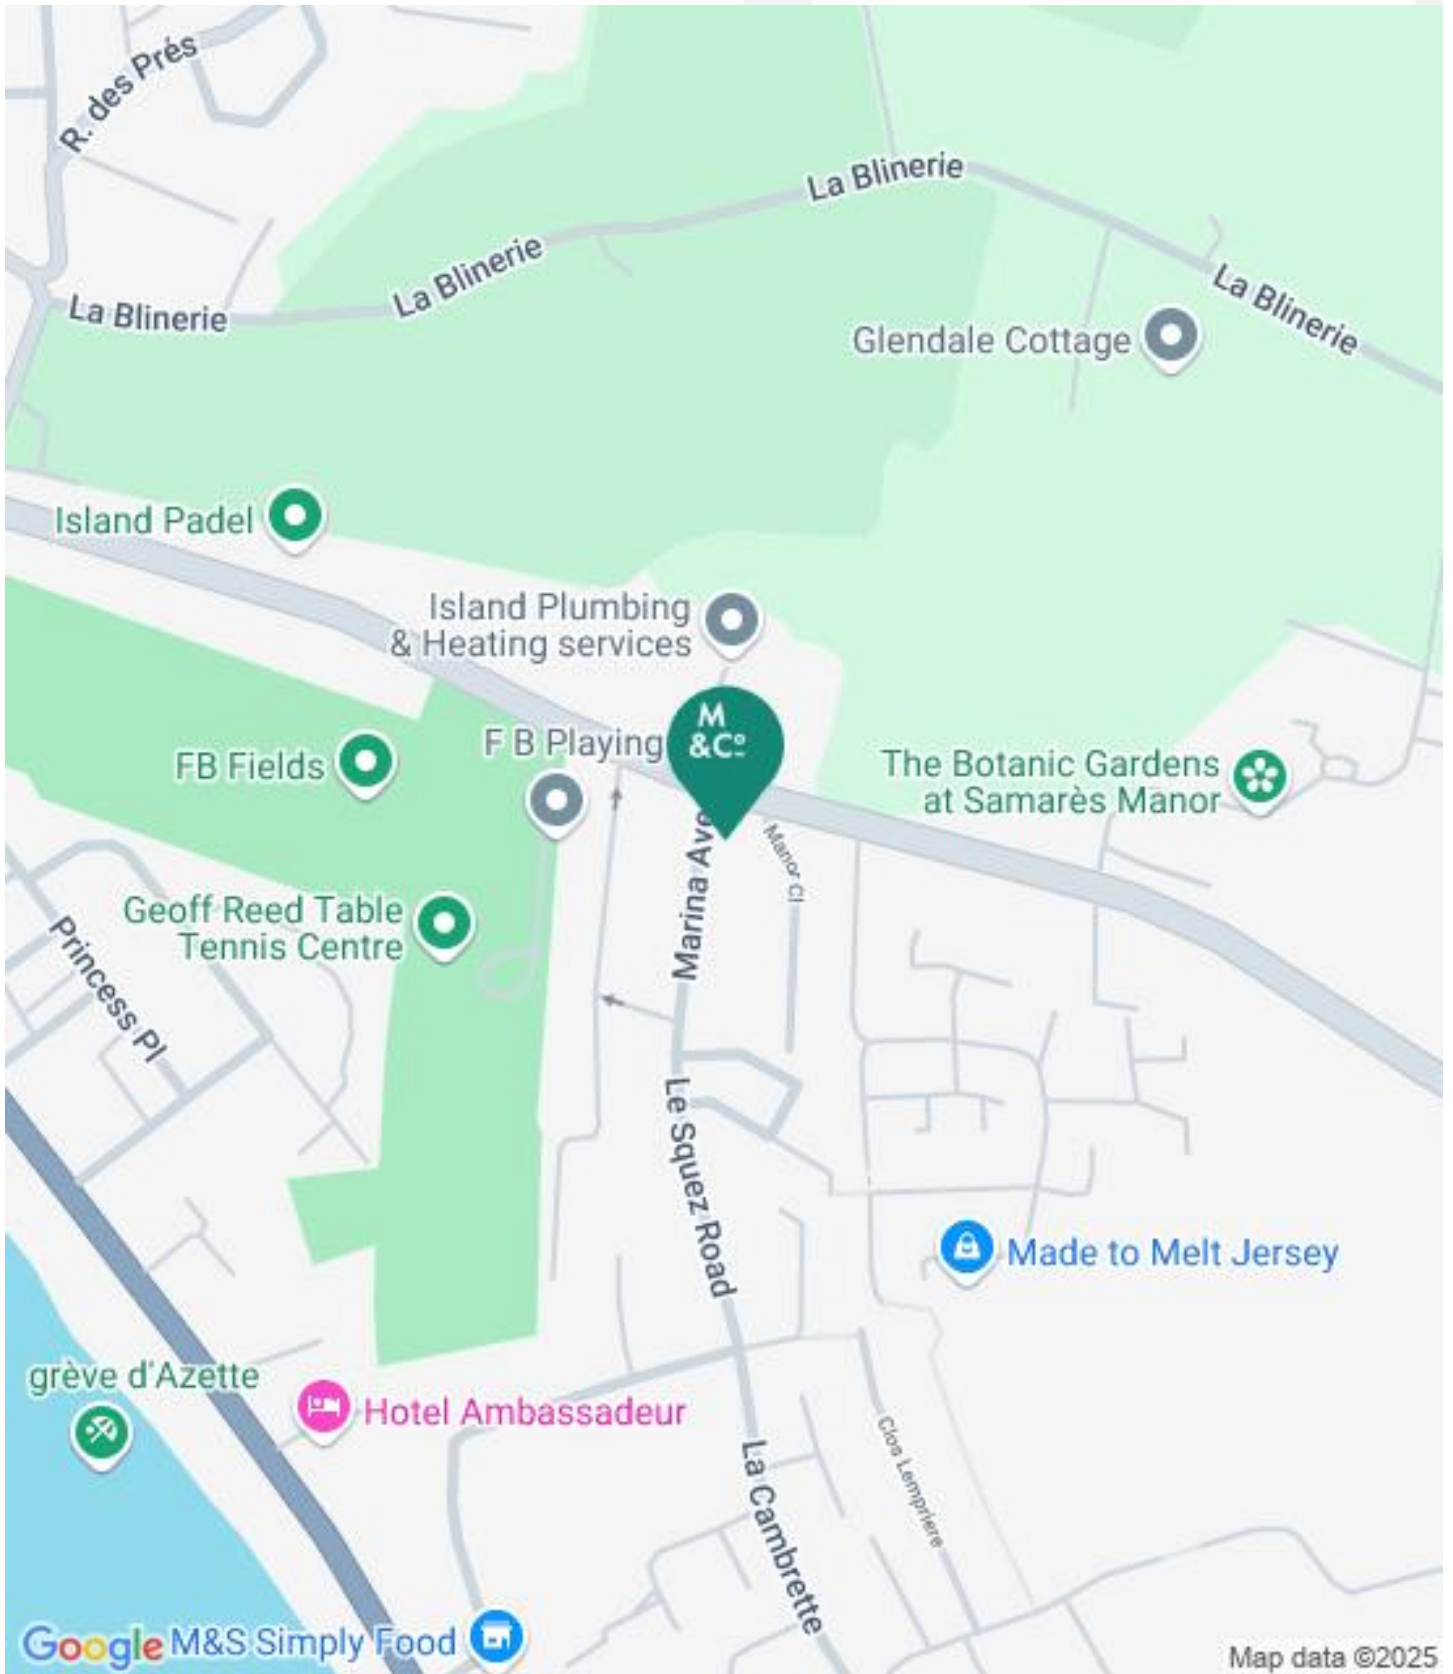 R. des Prés
La Blinerie
La Blinerie
La Blinerie
La Blinerie
Glendale Cottage
Island Padel
Island Plumbing
& Heating services
M
&Cº
F B Playing
FB Fields
The Botanic Gardens
at Samarès Manor
Marina Ave
Manor Cl
Geoff Reed Table
Tennis Centre
Princess Pl
Le Squez Road
Made to Melt Jersey
grève d'Azette
Hotel Ambassadeur
Clos Lempriere
La Cambrette
Google
M&S Simply Food
Map data ©2025